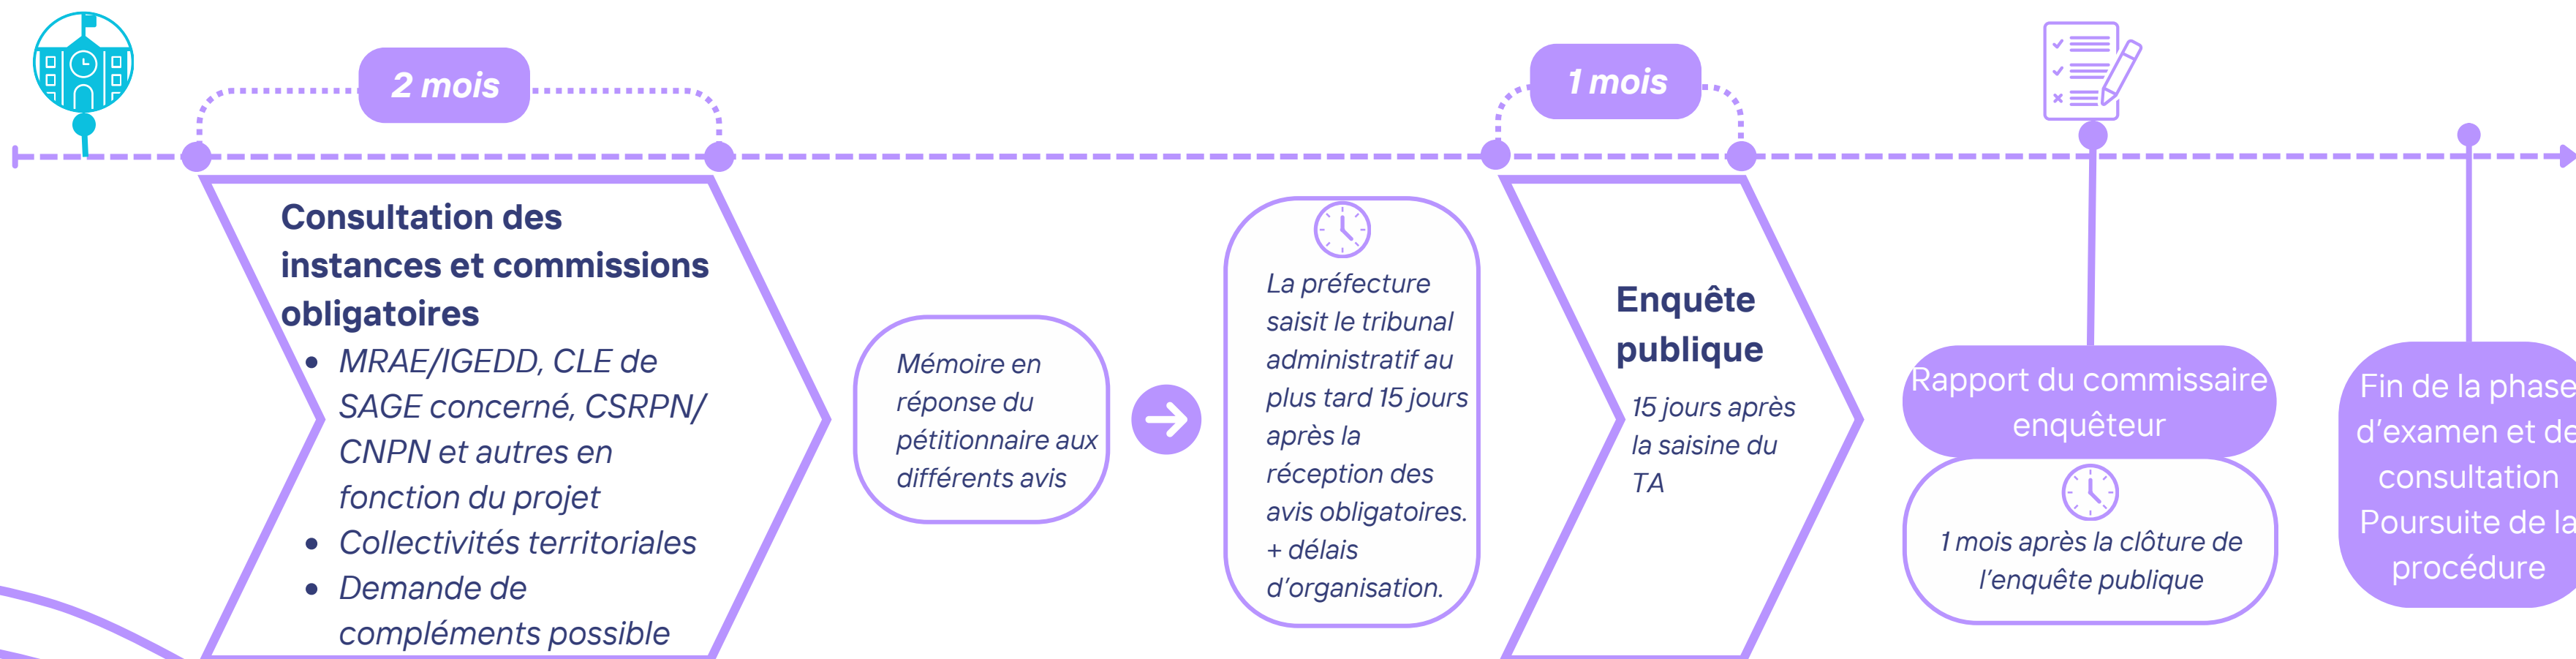 2 mois
1 mois
Consultation des
instances et commissions
obligatoires
• MRAE/IGEDD, CLE de
SAGE concerné, CSRPN/
CNPN et autres en
fonction du projet
• Collectivités territoriales
• Demande de
compléments possible
Mémoire en
réponse du
pétitionnaire aux
différents avis
La préfecture
saisit le tribunal
administratif au
plus tard 15 jours
après la
réception des
avis obligatoires.
+ délais
d’organisation.
Enquête
publique
15 jours après
la saisine du
TA
Rapport du commissaire
enquêteur
1 mois après la clôture de
l’enquête publique
Fin de la phase
d’examen et de
consultation
Poursuite de la
procédure